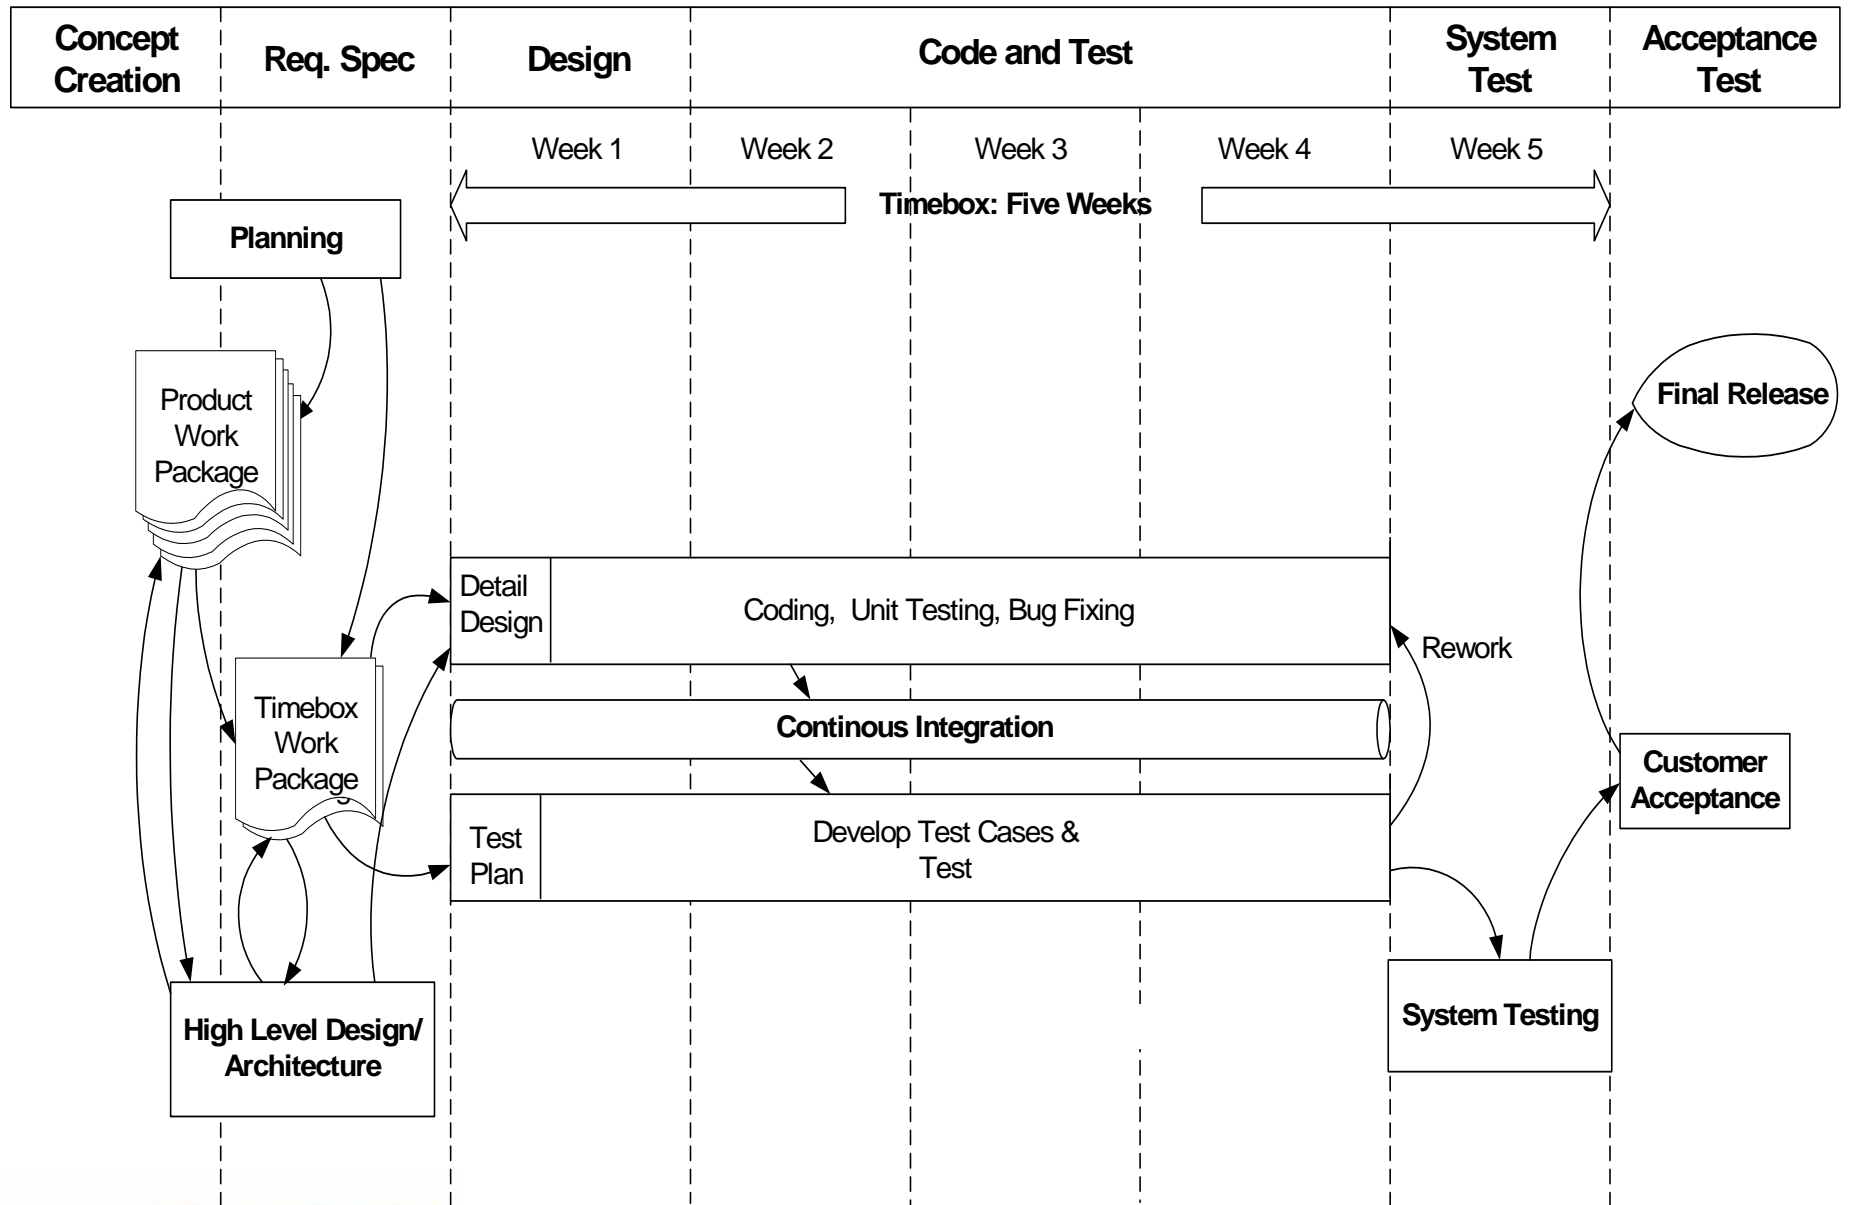 Concept
Creation
Req. Spec
Design
Code and Test
System
Test
Acceptance
Test
Week 1
Week 2
Week 3
Week 4
Week 5
Timebox: Five Weeks
Planning
Product
Work
Package
Final Release
Detail
Design
Coding, Unit Testing, Bug Fixing
Rework
Timebox
Work
Package
Continous Integration
Customer
Acceptance
Test
Plan
Develop Test Cases &
Test
High Level Design/
Architecture
System Testing